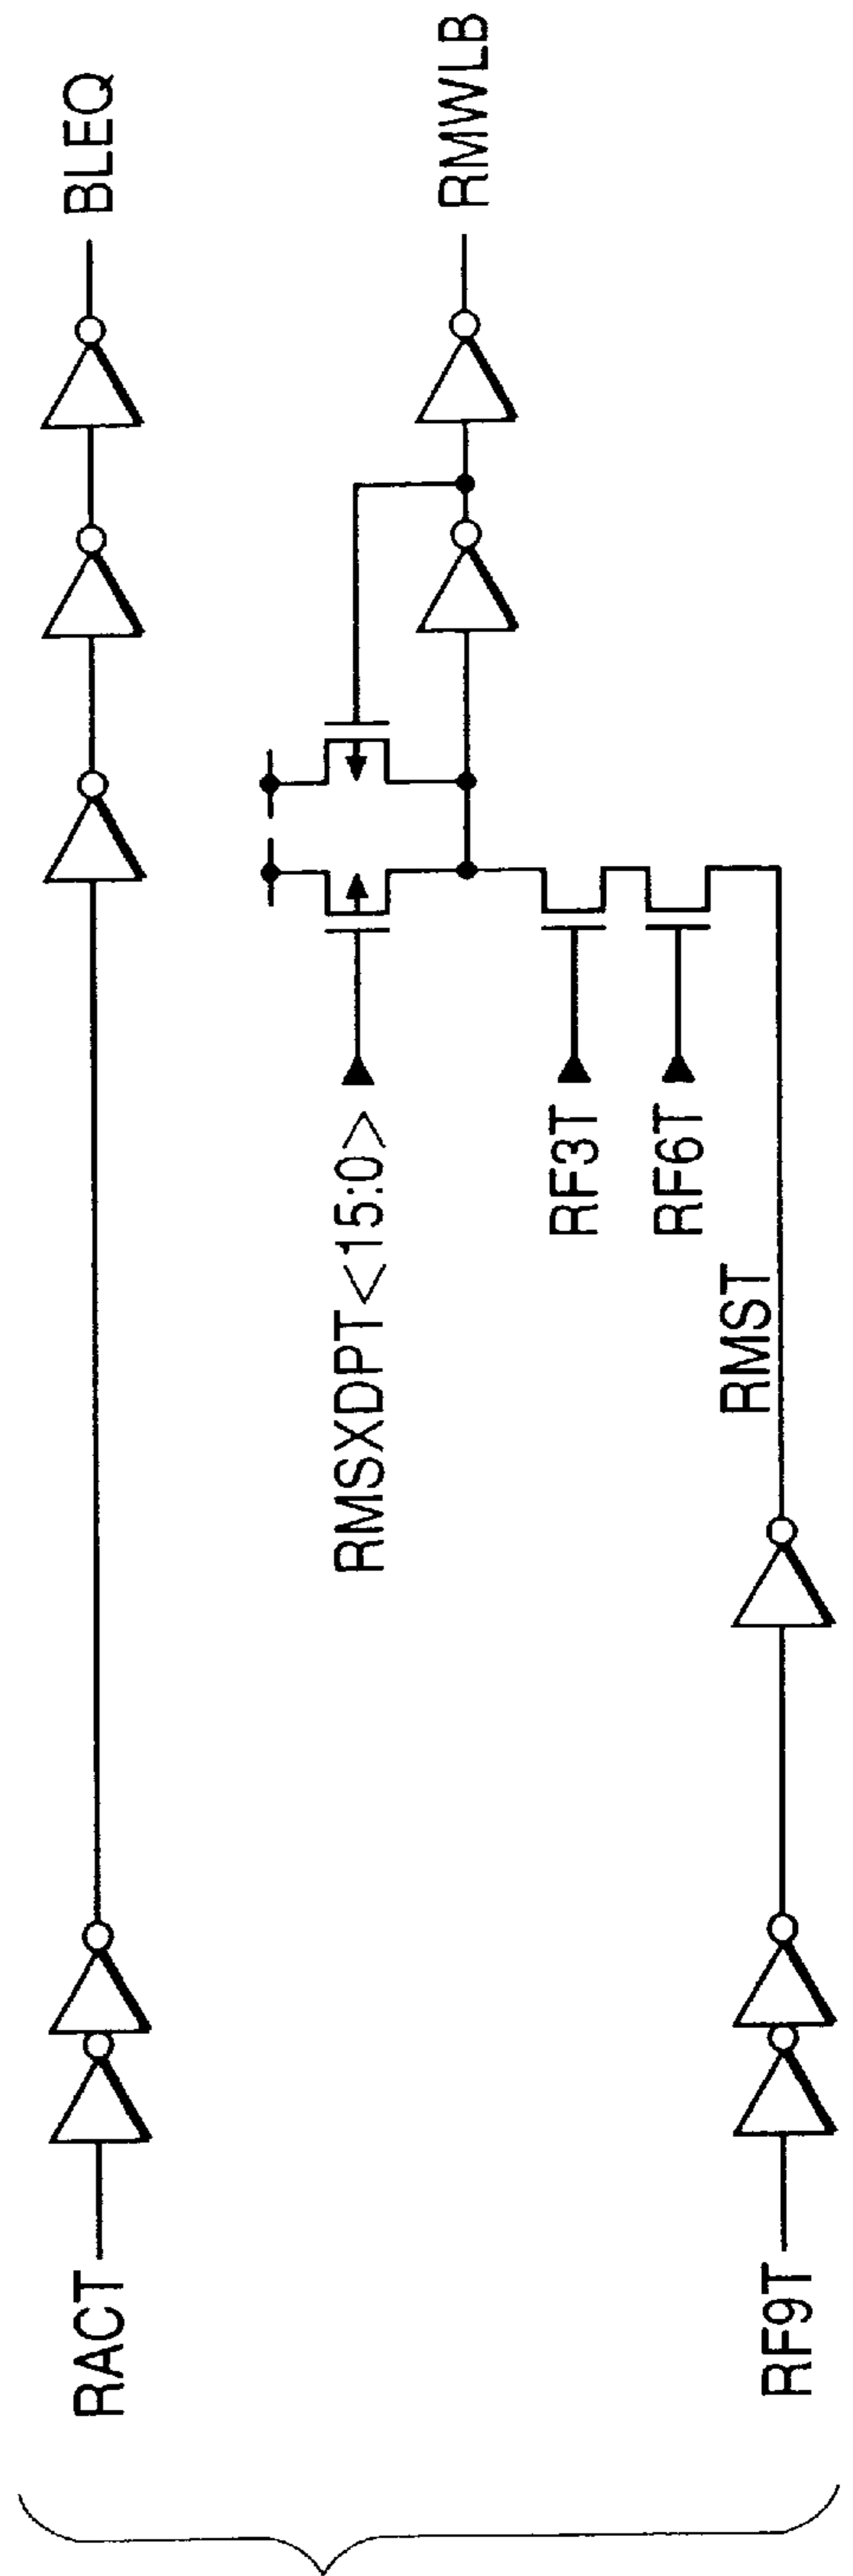 RACT
BLEQ
RMSXDPT<15:0>
RMWLB
RF3T
RF6T
RMST
RF9T